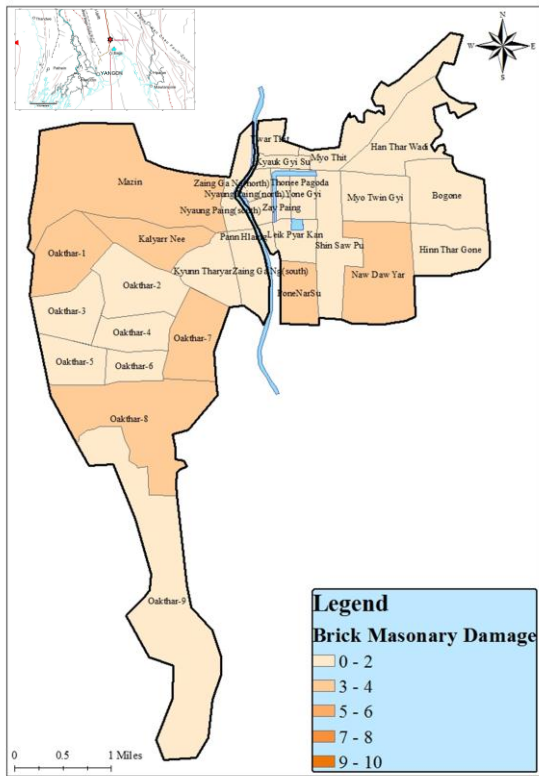 YANGON
W
N
E
S
Twar Thit
Han Thar Wadi
Kyauk Gyi Su
Myo Thit
Mazin
Zaing Ga Ng(north)
Thonee Pagoda
Nyaung Paing(north)
Yone Gyi
Myo Twin Gyi
Bogone
Nyaung Paing(south)
Zay Paing
Oakthar-1
Kalyarr Nee
Pann Hlaing
Leik Pyar Kan
Shin Saw Pu
Hinn Thar Gone
Oakthar-2
Kyunn Tharyar
Zaing Ga Ng(south)
Naw Daw Yar
Oakthar-3
PoneNarSu
Oakthar-4
Oakthar-7
Oakthar-5
Oakthar-6
Oakthar-8
Oakthar-9
Legend
Brick Masonary Damage
0 - 2
3 - 4
5 - 6
7 - 8
9 - 10
0 0.5 1 Miles